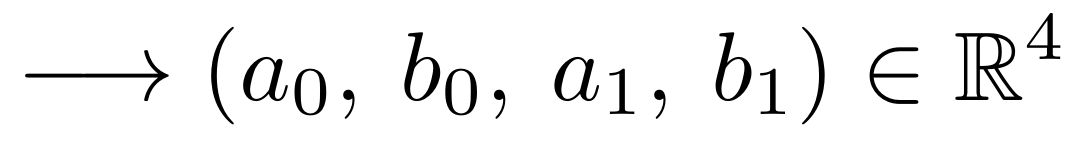 ⟶ (a₀, b₀, a₁, b₁) ∈ ℝ⁴